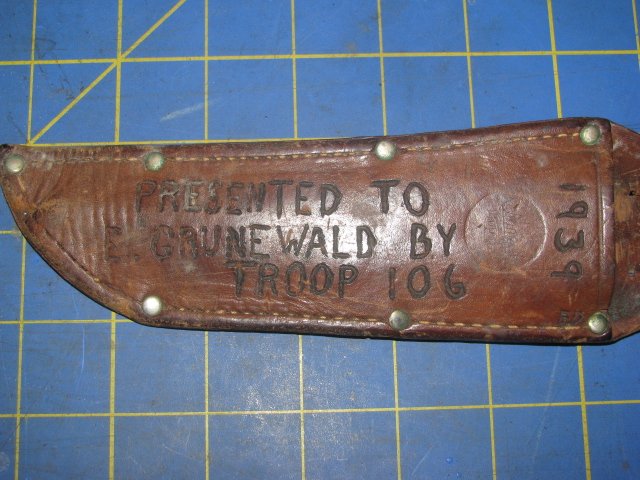 PRESENTED TO
E. GRUNEWALD BY
TROOP 106
1939